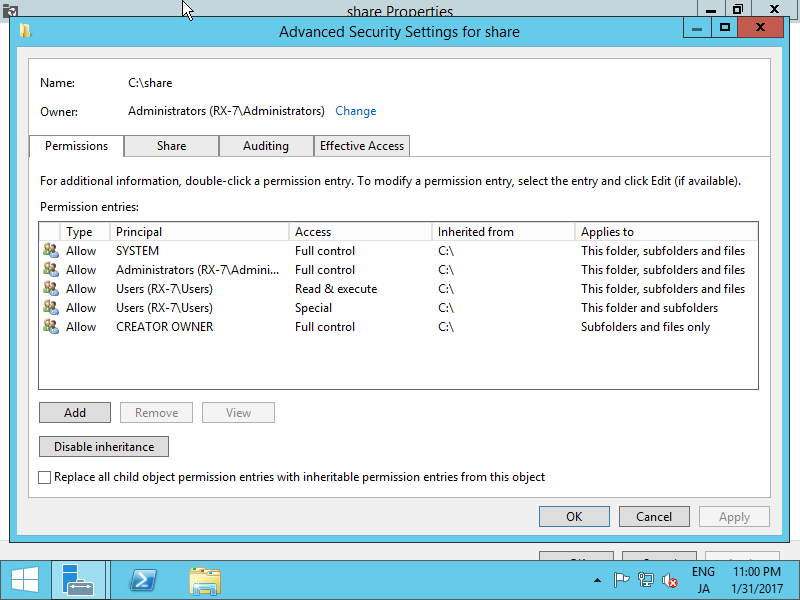 share Properties
Advanced Security Settings for share
Name: C:\share
Owner: Administrators (RX-7\Administrators) Change
Permissions Share Auditing Effective Access
For additional information, double-click a permission entry. To modify a permission entry, select the entry and click Edit (if available).
Permission entries:
Type Principal Access Inherited from Applies to
Allow SYSTEM Full control C:\ This folder, subfolders and files
Allow Administrators (RX-7\Admini... Full control C:\ This folder, subfolders and files
Allow Users (RX-7\Users) Read & execute C:\ This folder, subfolders and files
Allow Users (RX-7\Users) Special C:\ This folder and subfolders
Allow CREATOR OWNER Full control C:\ Subfolders and files only
Add Remove View
Disable inheritance
Replace all child object permission entries with inheritable permission entries from this object
OK Cancel Apply
ENG 11:00 PM
JA 1/31/2017